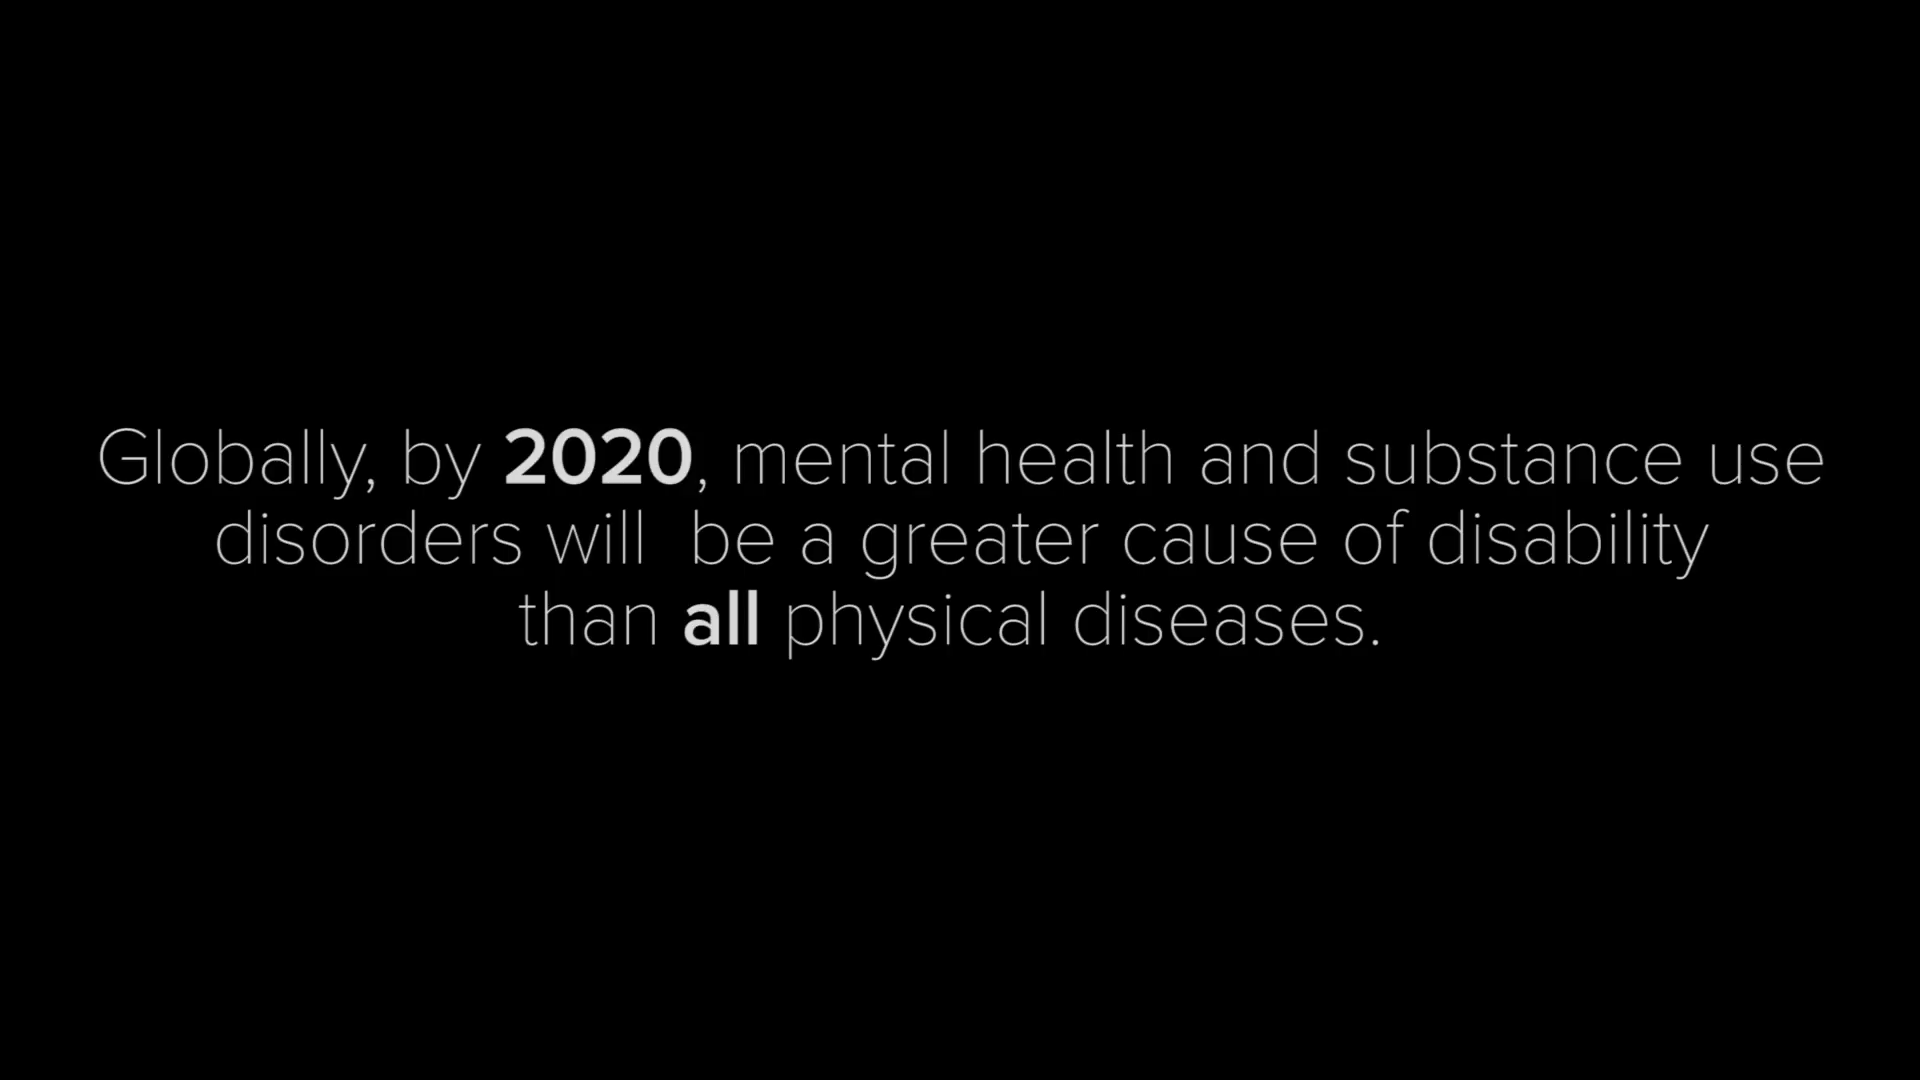 Globally, by 2020, mental health and substance use
disorders will  be a greater cause of disability
than all physical diseases.